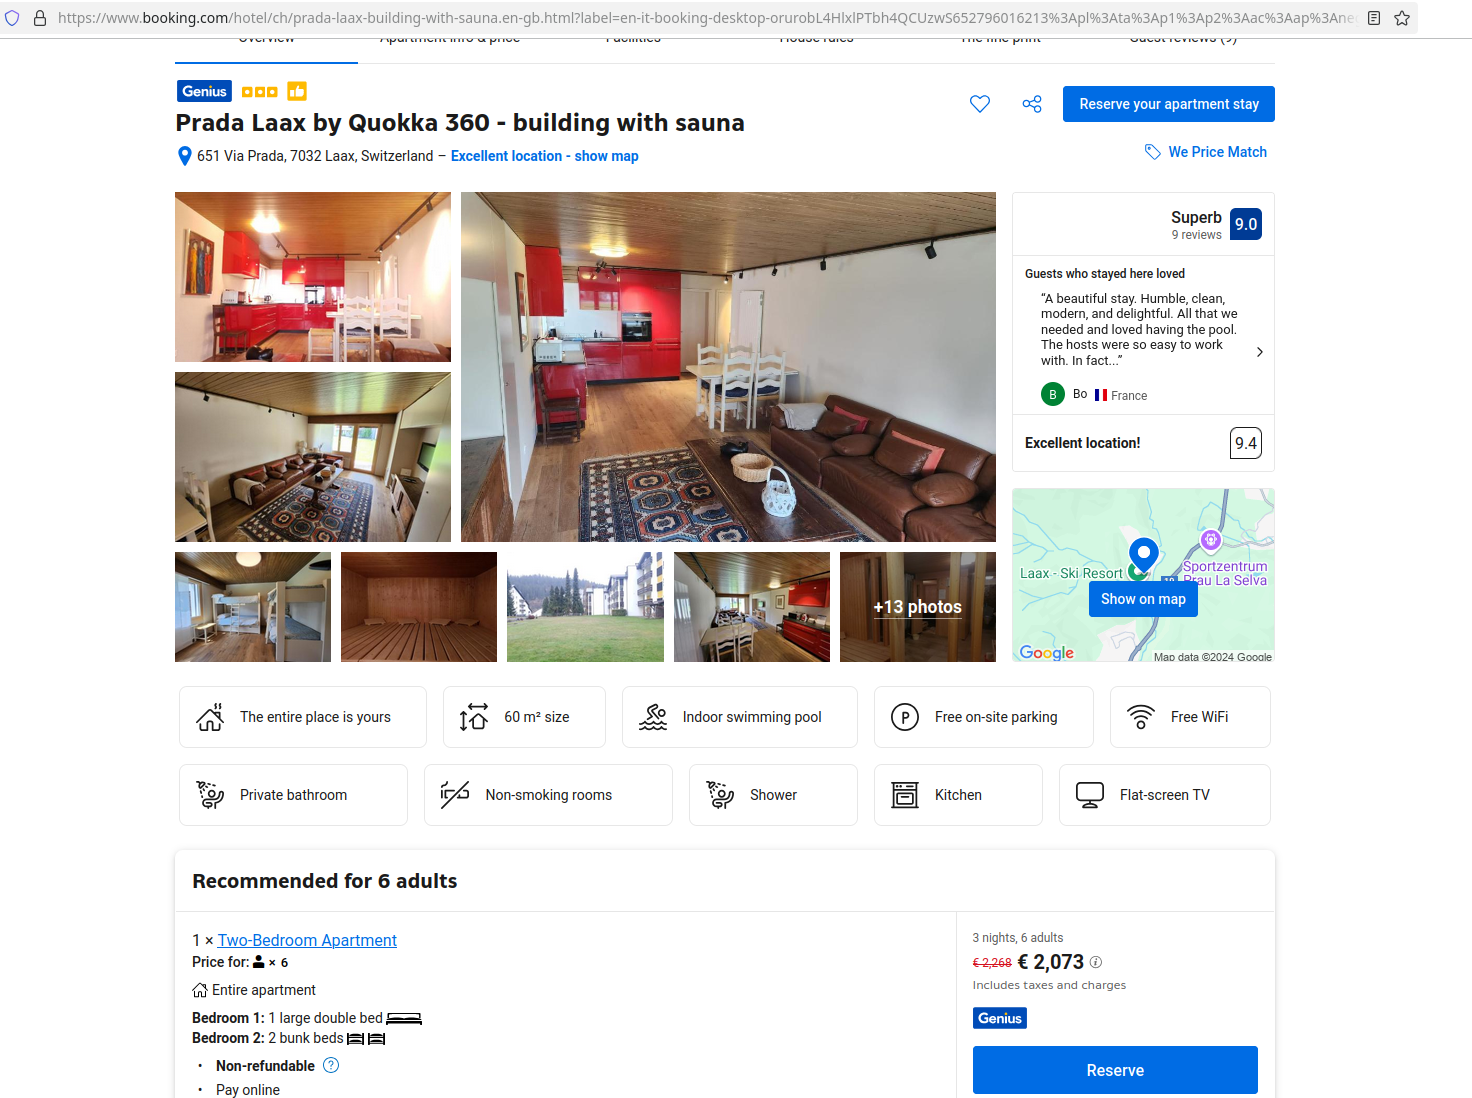 https://www.booking.com/hotel/ch/prada-laax-building-with-sauna.en-gb.html?label=en-it-booking-desktop-orurobL4HlxlPTbh4QCUzwS652796016213%3Apl%3Ata%3Ap1%3Ap2%3Aac%3Aap%3Ane
Overview Apartment info & price Facilities House rules The fine print Guest reviews (9)
Genius
Prada Laax by Quokka 360 - building with sauna
Reserve your apartment stay
651 Via Prada, 7032 Laax, Switzerland – Excellent location - show map
We Price Match
Superb
9 reviews
9.0
Guests who stayed here loved
“A beautiful stay. Humble, clean,
modern, and delightful. All that we
needed and loved having the pool.
The hosts were so easy to work
with. In fact...”
B Bo France
Excellent location!
9.4
Laax - Ski Resort
Sportzentrum
Prau La Selva
Show on map
Google
Map data ©2024 Google
+13 photos
The entire place is yours
60 m² size
Indoor swimming pool
P Free on-site parking
Free WiFi
Private bathroom
Non-smoking rooms
Shower
Kitchen
Flat-screen TV
Recommended for 6 adults
1 × Two-Bedroom Apartment
Price for: × 6
Entire apartment
Bedroom 1: 1 large double bed
Bedroom 2: 2 bunk beds
• Non-refundable ?
• Pay online
3 nights, 6 adults
€ 2,268 € 2,073
Includes taxes and charges
Genius
Reserve